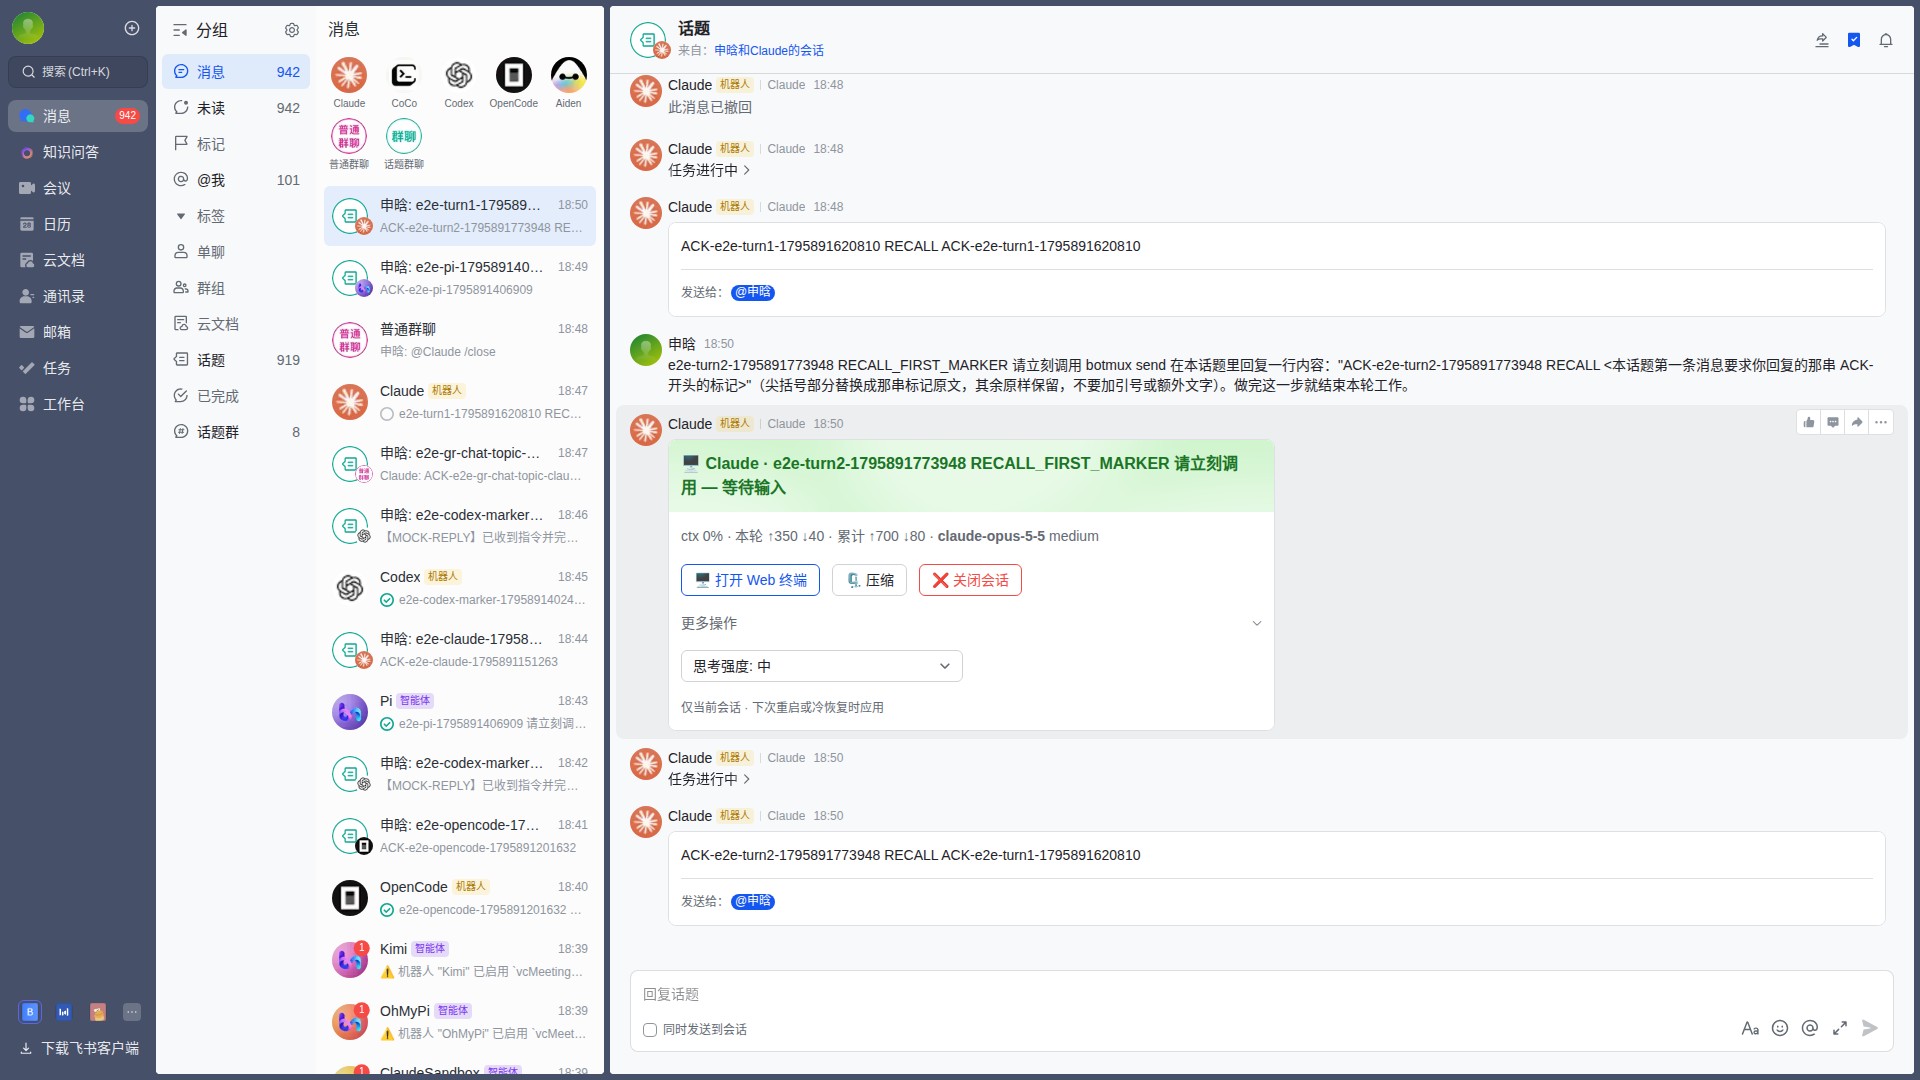 搜索 (Ctrl+K)
消息 942
知识问答
会议
日历
云文档
通讯录
邮箱
任务
工作台
下载飞书客户端
分组
消息 942
未读 942
标记
@我 101
标签
单聊
群组
云文档
话题 919
已完成
话题群 8
消息
Claude CoCo Codex OpenCode Aiden
普通群聊 群聊
普通群聊 话题群聊
申晗: e2e-turn1-179589… 18:50
ACK-e2e-turn2-1795891773948 RE…
申晗: e2e-pi-179589140… 18:49
ACK-e2e-pi-1795891406909
普通群聊 普通群聊 18:48
申晗: @Claude /close
Claude 机器人 18:47
e2e-turn1-1795891620810 REC…
申晗: e2e-gr-chat-topic-… 18:47
Claude: ACK-e2e-gr-chat-topic-clau…
申晗: e2e-codex-marker… 18:46
【MOCK-REPLY】已收到指令并完…
Codex 机器人 18:45
e2e-codex-marker-17958914024…
申晗: e2e-claude-17958… 18:44
ACK-e2e-claude-1795891151263
Pi 智能体 18:43
e2e-pi-1795891406909 请立刻调…
申晗: e2e-codex-marker… 18:42
【MOCK-REPLY】已收到指令并完…
申晗: e2e-opencode-17… 18:41
ACK-e2e-opencode-1795891201632
OpenCode 机器人 18:40
e2e-opencode-1795891201632 …
1 Kimi 智能体 18:39
机器人 "Kimi" 已启用 `vcMeeting…
1 OhMyPi 智能体 18:39
机器人 "OhMyPi" 已启用 `vcMeet…
1 ClaudeSandbox 智能体 18:39
话题
来自：申晗和Claude的会话
Claude 机器人 Claude 18:48
此消息已撤回
Claude 机器人 Claude 18:48
任务进行中
Claude 机器人 Claude 18:48
ACK-e2e-turn1-1795891620810 RECALL ACK-e2e-turn1-1795891620810
发送给：@申晗
申晗 18:50
e2e-turn2-1795891773948 RECALL_FIRST_MARKER 请立刻调用 botmux send 在本话题里回复一行内容："ACK-e2e-turn2-1795891773948 RECALL <本话题第一条消息要求你回复的那串 ACK-
开头的标记>"（尖括号部分替换成那串标记原文，其余原样保留，不要加引号或额外文字）。做完这一步就结束本轮工作。
Claude 机器人 Claude 18:50
Claude · e2e-turn2-1795891773948 RECALL_FIRST_MARKER 请立刻调
用 — 等待输入
ctx 0% · 本轮 ↑350 ↓40 · 累计 ↑700 ↓80 · claude-opus-5-5 medium
打开 Web 终端 压缩 关闭会话
更多操作
思考强度: 中
仅当前会话 · 下次重启或冷恢复时应用
Claude 机器人 Claude 18:50
任务进行中
Claude 机器人 Claude 18:50
ACK-e2e-turn2-1795891773948 RECALL ACK-e2e-turn1-1795891620810
发送给：@申晗
回复话题
同时发送到会话